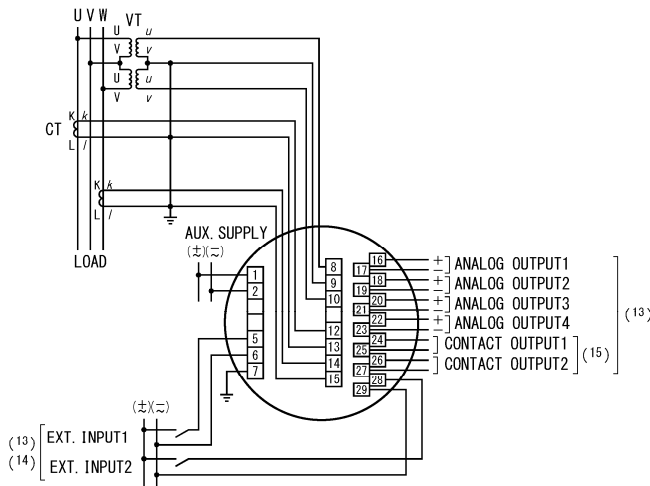 U V W VT
U u
V v
U u
V v
K k
CT
L l
K k
L l
AUX. SUPPLY
(±)(∓)
LOAD
1
2
5
6
7
8
9
10
12
13
14
15
16
17
18
19
20
21
22
23
24
25
26
27
28
29
+
− ANALOG OUTPUT1
+
− ANALOG OUTPUT2
+
− ANALOG OUTPUT3
+
− ANALOG OUTPUT4
CONTACT OUTPUT1
CONTACT OUTPUT2
(15)
(13)
(±)(∓)
(13) EXT. INPUT1
(14) EXT. INPUT2